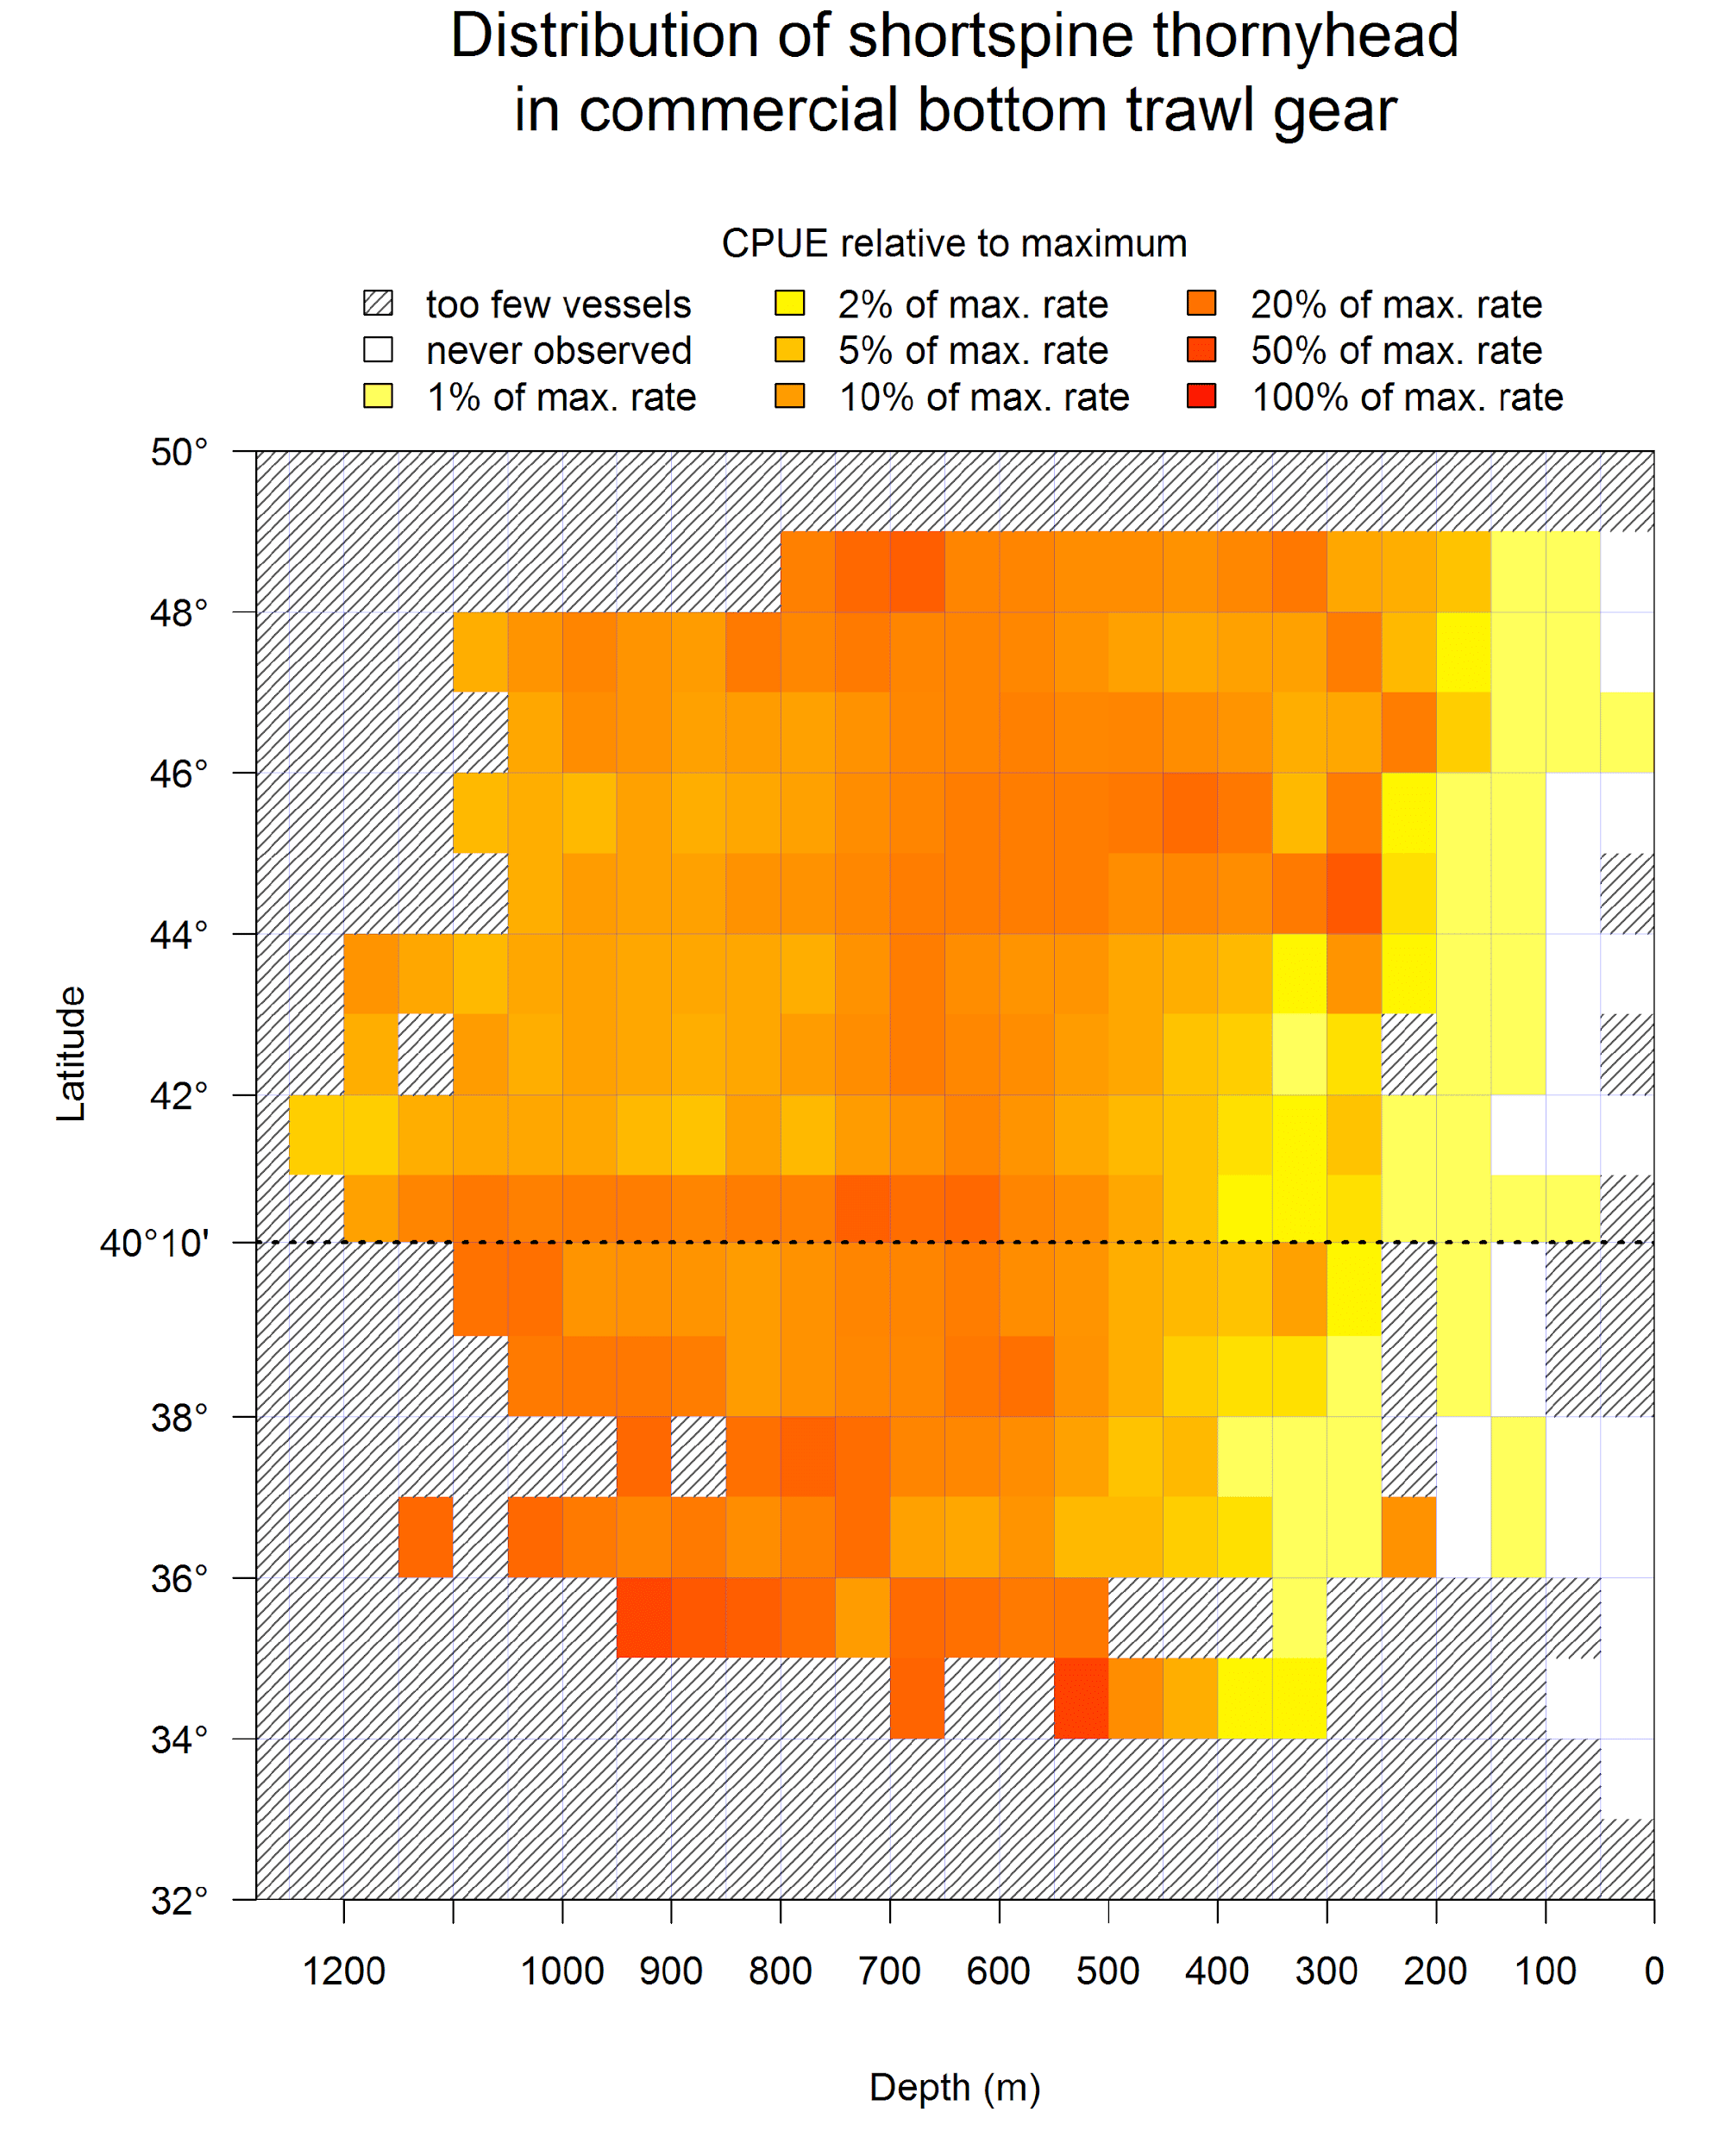 Distribution of shortspine thornyhead
in commercial bottom trawl gear
CPUE relative to maximum
too few vessels
never observed
1% of max. rate
2% of max. rate
5% of max. rate
10% of max. rate
20% of max. rate
50% of max. rate
100% of max. rate
50°
48°
46°
44°
42°
40°10'
38°
36°
34°
32°
Latitude
1200 1000 900 800 700 600 500 400 300 200 100 0
Depth (m)